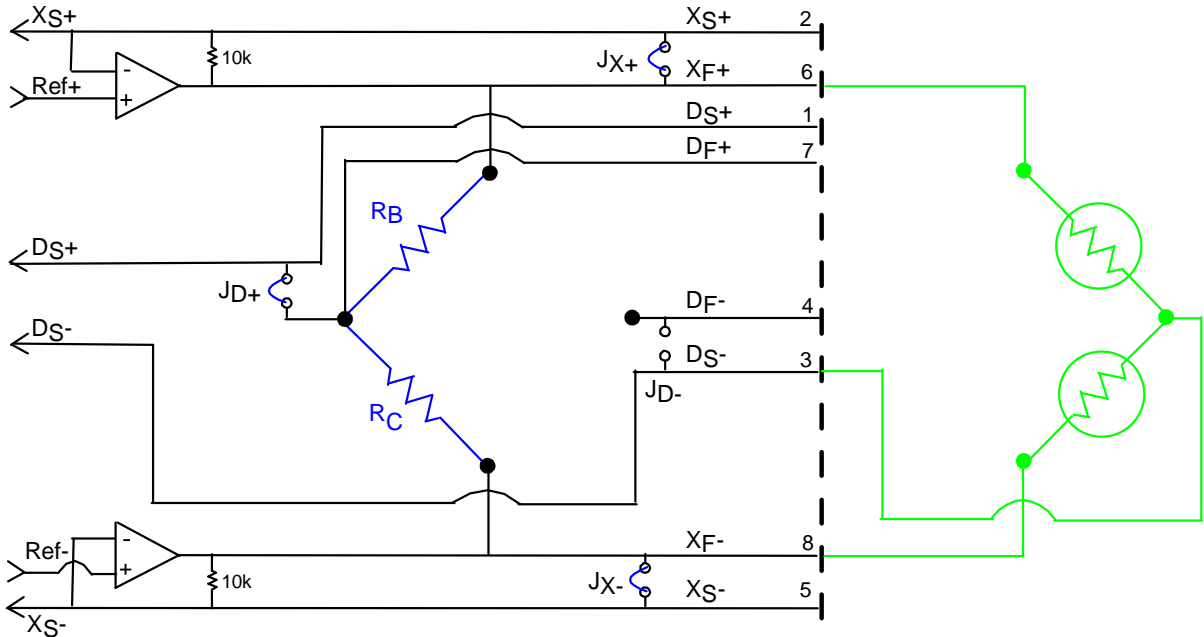 XS+ XS+ 2
10k JX+
Ref+ - + XF+ 6
DS+ 1
DF+ 7
RB
DS+
JD+
DF- 4
DS-
DS- 3
JD-
RC
Ref- - + XF- 8
10k JX-
XS- 5
XS-